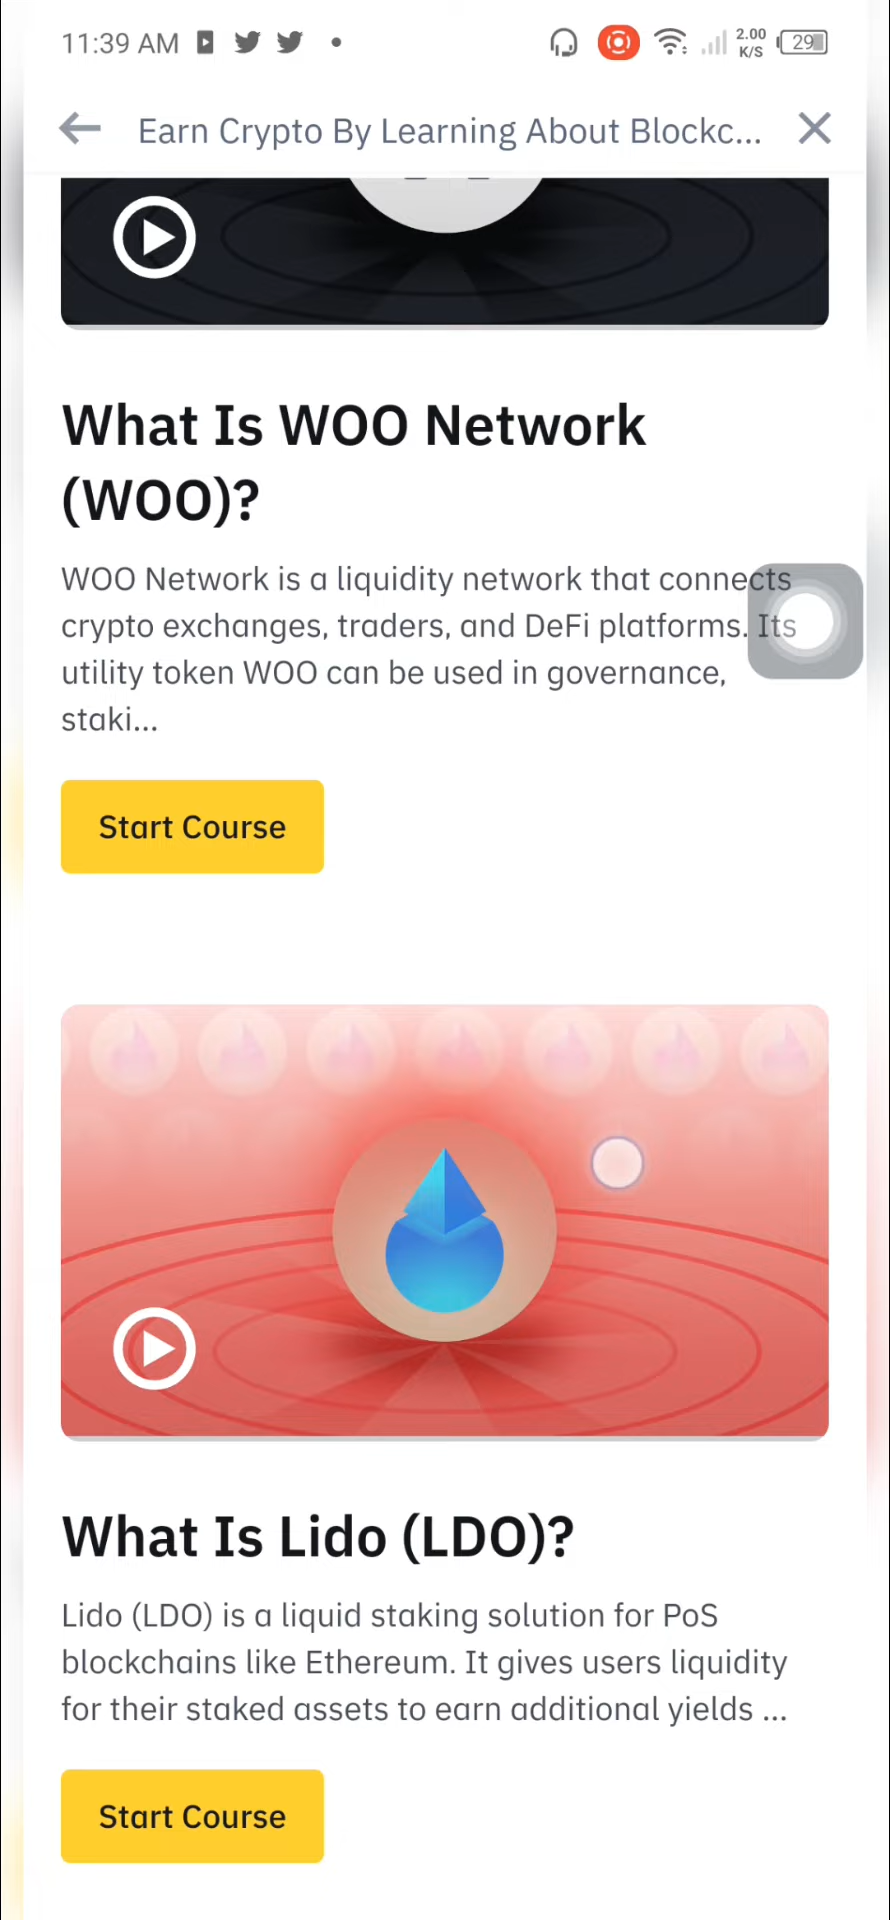 11:39 AM
2.00
K/S
29
Earn Crypto By Learning About Blockc...
What Is WOO Network
(WOO)?
WOO Network is a liquidity network that connects
crypto exchanges, traders, and DeFi platforms. Its
utility token WOO can be used in governance,
staki...
Start Course
What Is Lido (LDO)?
Lido (LDO) is a liquid staking solution for PoS
blockchains like Ethereum. It gives users liquidity
for their staked assets to earn additional yields ...
Start Course